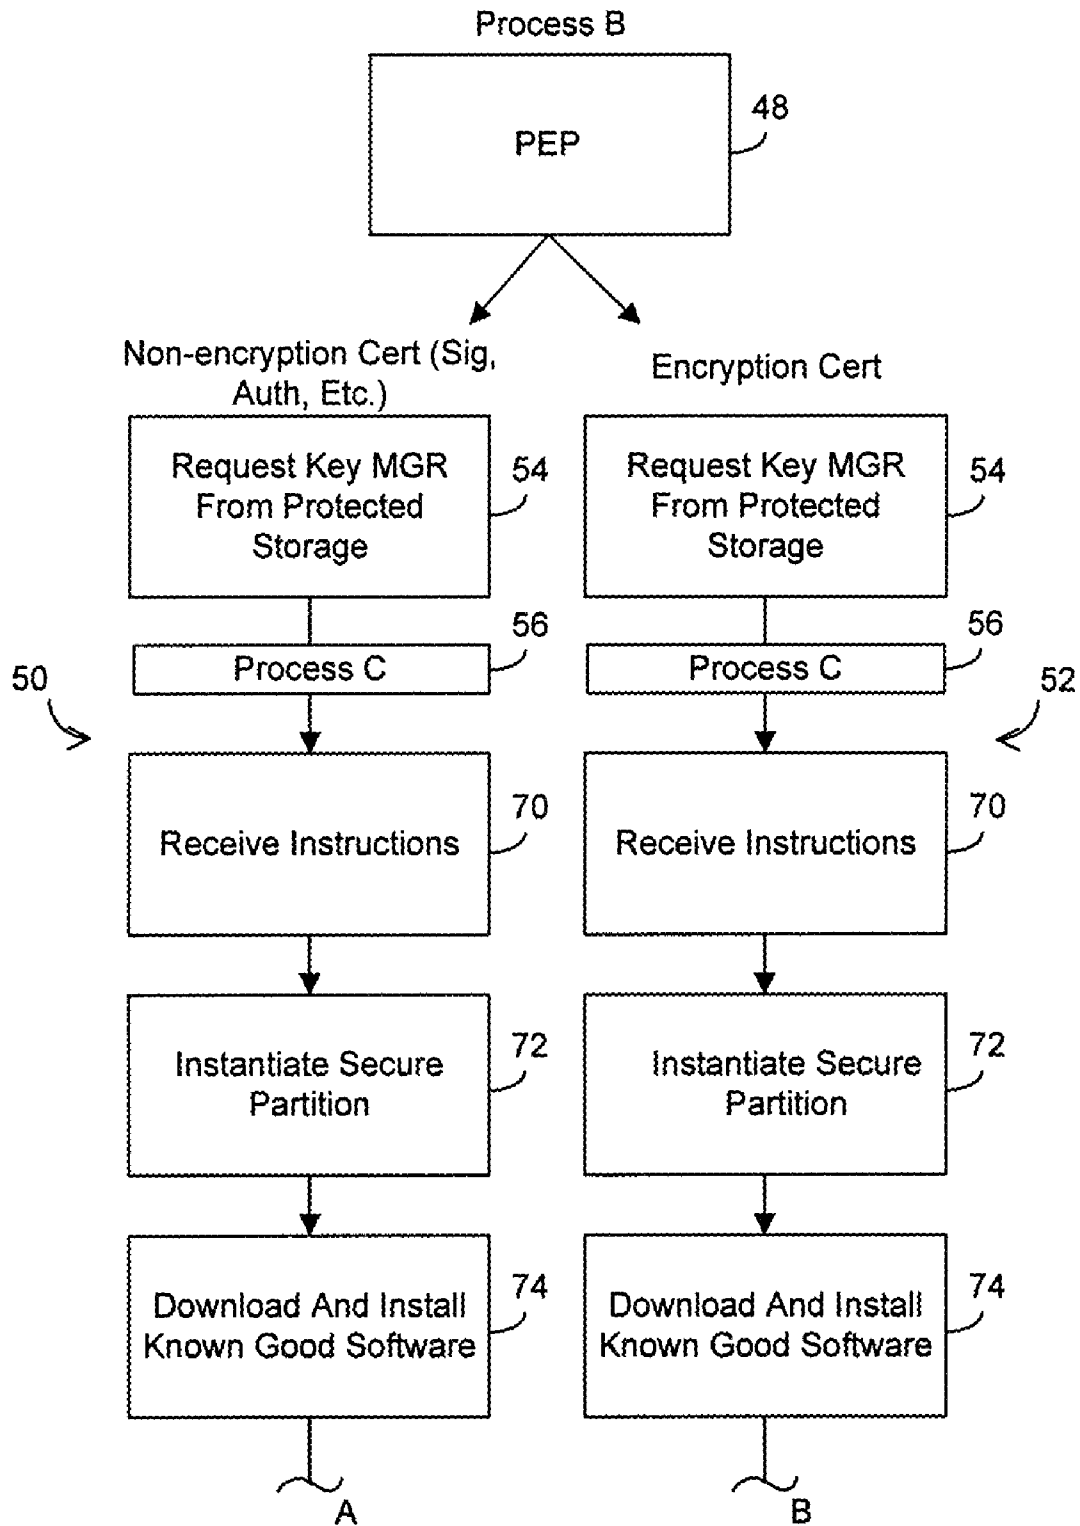 Process B
PEP
48
Non-encryption Cert (Sig,
Auth, Etc.)
Encryption Cert
Request Key MGR
From Protected
Storage
54
Request Key MGR
From Protected
Storage
54
Process C
56
Process C
56
50
52
Receive Instructions
70
Receive Instructions
70
Instantiate Secure
Partition
72
Instantiate Secure
Partition
72
Download And Install
Known Good Software
74
Download And Install
Known Good Software
74
A
B